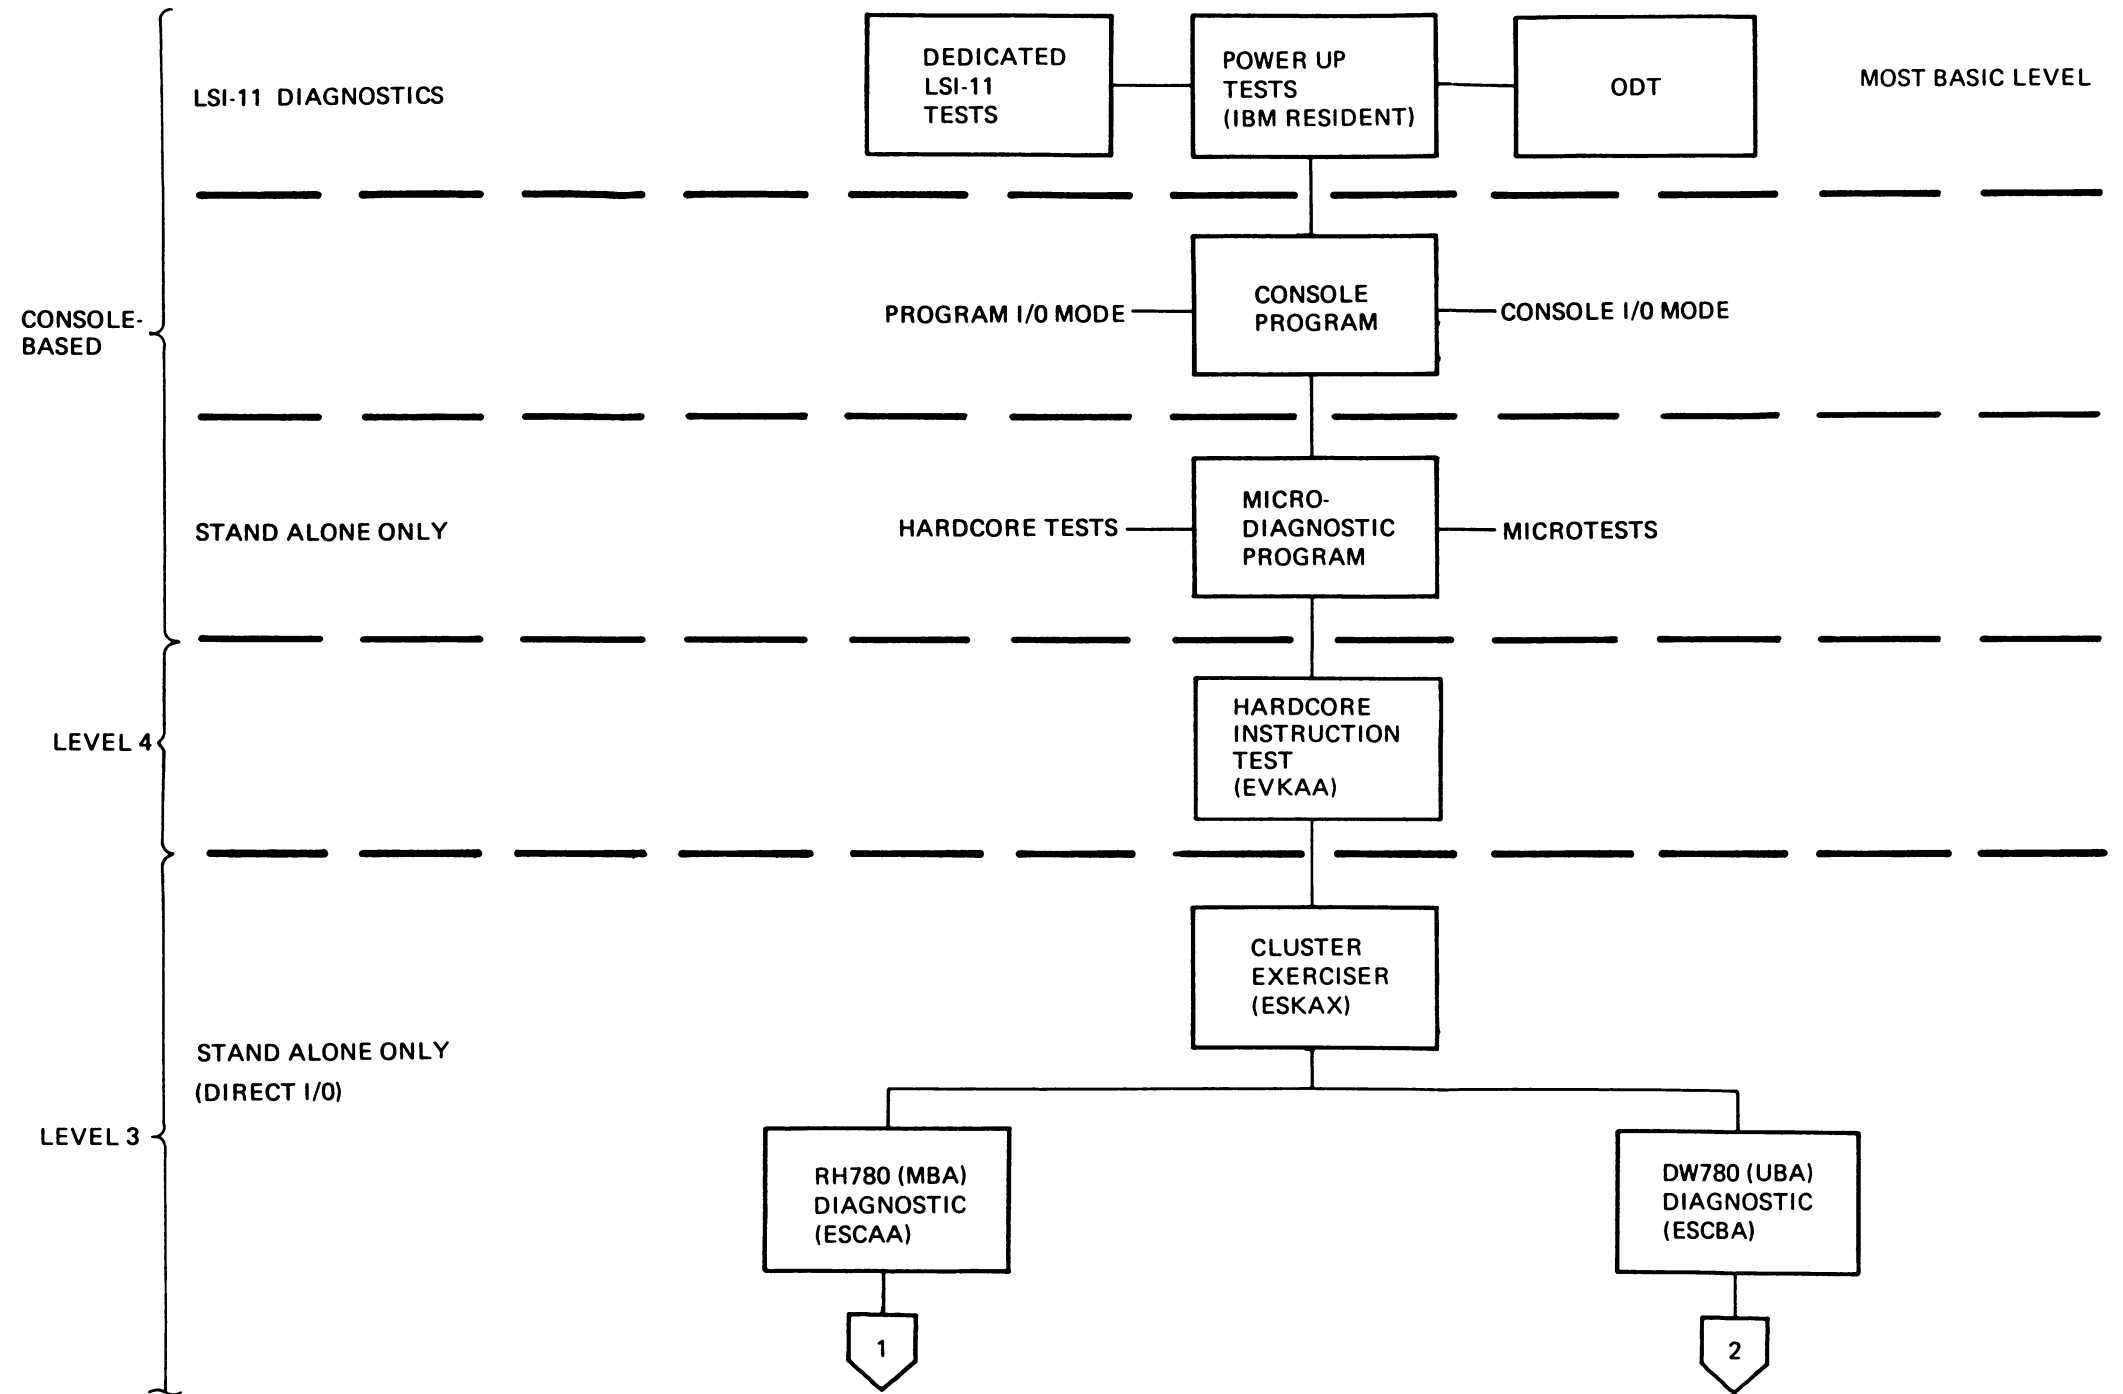 LSI-11 DIAGNOSTICS
DEDICATED
LSI-11
TESTS
POWER UP
TESTS
(IBM RESIDENT)
ODT
MOST BASIC LEVEL
CONSOLE-
BASED
PROGRAM I/O MODE
CONSOLE
PROGRAM
CONSOLE I/O MODE
STAND ALONE ONLY
HARDCORE TESTS
MICRO-
DIAGNOSTIC
PROGRAM
MICROTESTS
LEVEL 4
HARDCORE
INSTRUCTION
TEST
(EVKAA)
CLUSTER
EXERCISER
(ESKAX)
STAND ALONE ONLY
(DIRECT I/O)
LEVEL 3
RH780 (MBA)
DIAGNOSTIC
(ESCAA)
DW780 (UBA)
DIAGNOSTIC
(ESCBA)
1
2